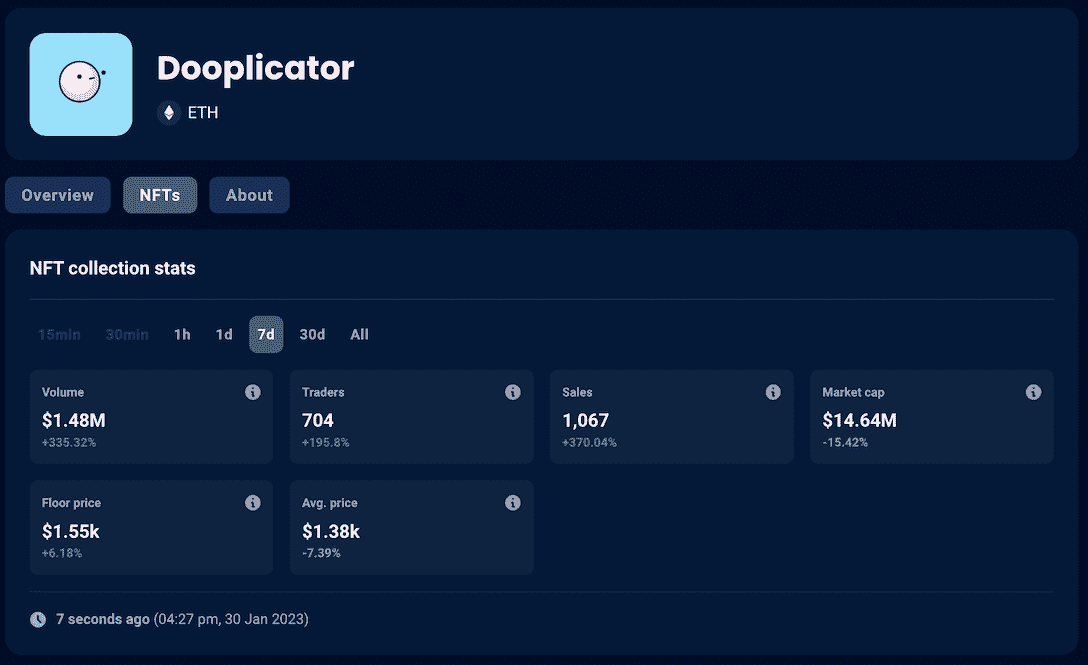 Dooplicator
ETH
Overview NFTs About
NFT collection stats
15min 30min 1h 1d 7d 30d All
Volume
$1.48M
+335.32%
Traders
704
+195.8%
Sales
1,067
+370.04%
Market cap
$14.64M
-15.42%
Floor price
$1.55k
+6.18%
Avg. price
$1.38k
-7.39%
7 seconds ago (04:27 pm, 30 Jan 2023)